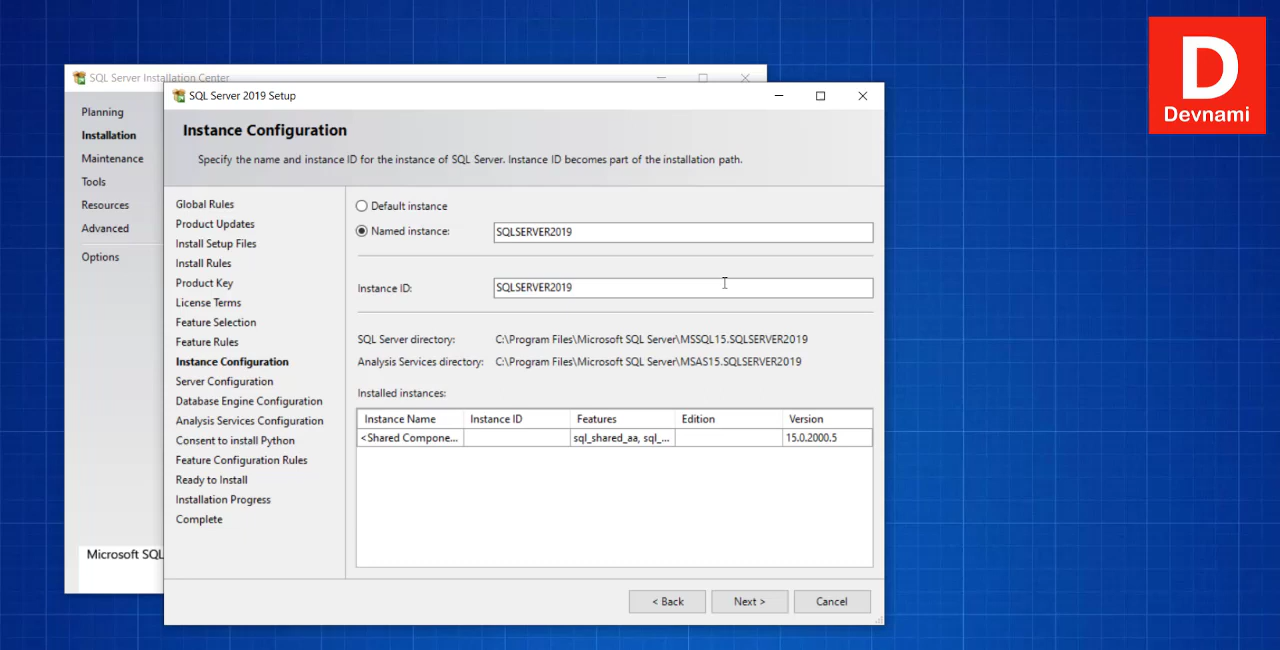 D
Devnami
SQL Server Installation Center
Planning
Installation
Maintenance
Tools
Resources
Advanced
Options
Microsoft SQL
SQL Server 2019 Setup
Instance Configuration
Specify the name and instance ID for the instance of SQL Server. Instance ID becomes part of the installation path.
Global Rules
Product Updates
Install Setup Files
Install Rules
Product Key
License Terms
Feature Selection
Feature Rules
Instance Configuration
Server Configuration
Database Engine Configuration
Analysis Services Configuration
Consent to install Python
Feature Configuration Rules
Ready to Install
Installation Progress
Complete
Default instance
Named instance: SQLSERVER2019
Instance ID: SQLSERVER2019
SQL Server directory: C:\Program Files\Microsoft SQL Server\MSSQL15.SQLSERVER2019
Analysis Services directory: C:\Program Files\Microsoft SQL Server\MSAS15.SQLSERVER2019
Installed instances:
Instance Name Instance ID Features Edition Version
<Shared Compone... sql_shared_aa, sql_... 15.0.2000.5
< Back Next > Cancel